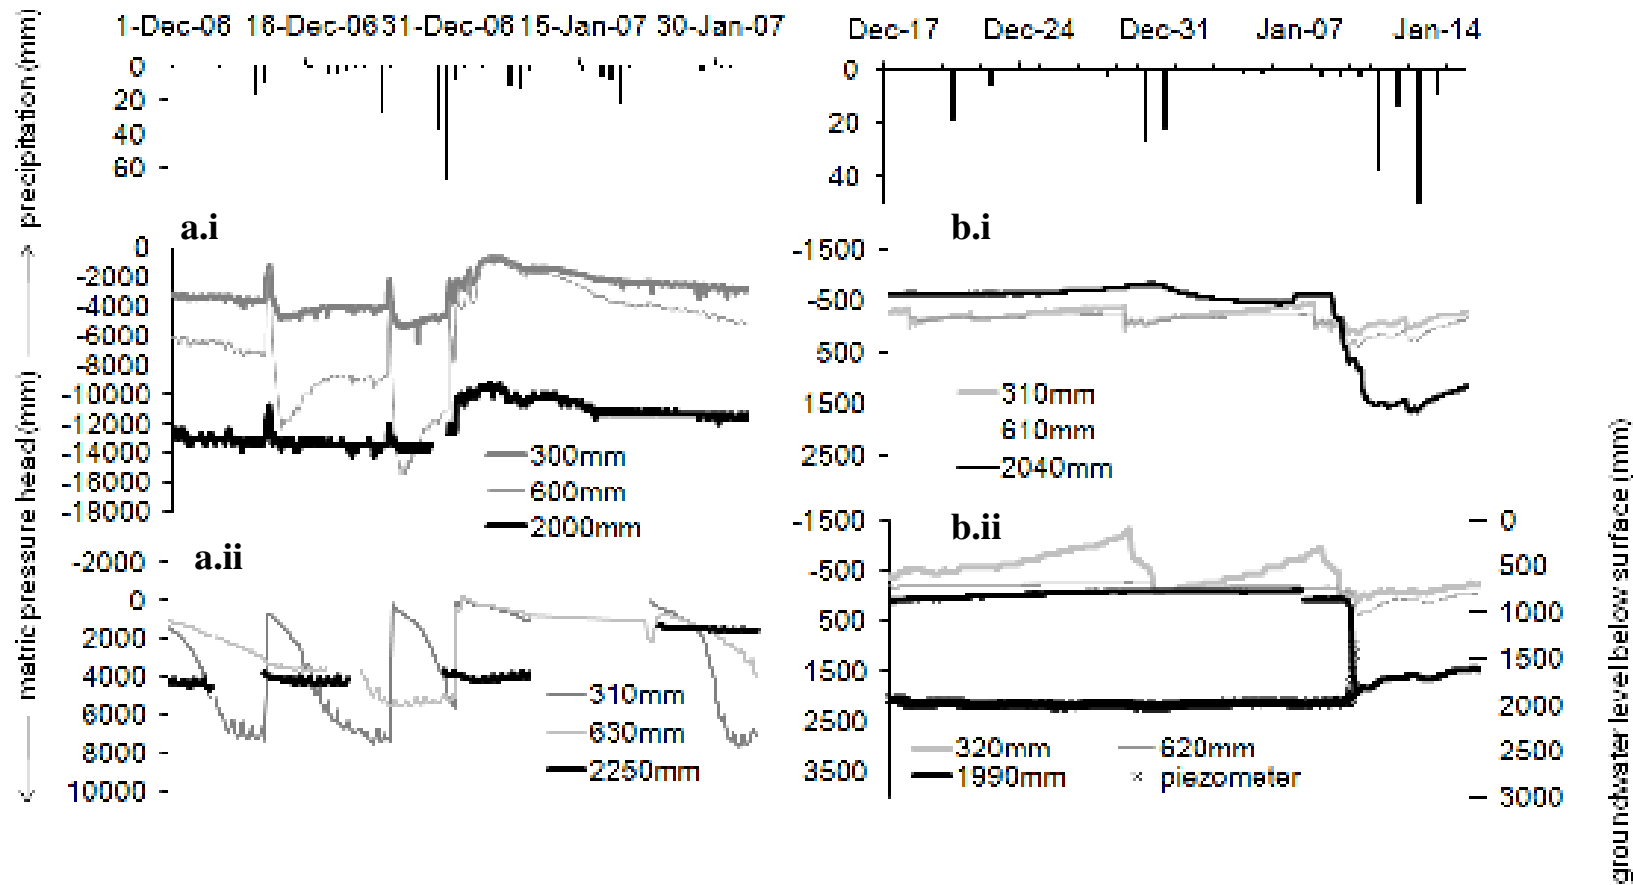 1-Dec-06 16-Dec-06 31-Dec-06 15-Jan-07 30-Jan-07
Dec-17 Dec-24 Dec-31 Jan-07 Jan-14
precipitation (mm)
0
20
40
60
0
20
40
a.i
0
-2000
-4000
-6000
-8000
-10000
-12000
-14000
-16000
-18000
300mm
600mm
2000mm
b.i
-1500
-500
500
1500
2500
310mm
610mm
2040mm
matric pressure head (mm)
a.ii
-2000
0
2000
4000
6000
8000
10000
310mm
630mm
2250mm
b.ii
-1500
-500
500
1500
2500
3500
320mm 620mm
1990mm piezometer
0
500
1000
1500
2000
2500
3000
groundwater level below surface (mm)